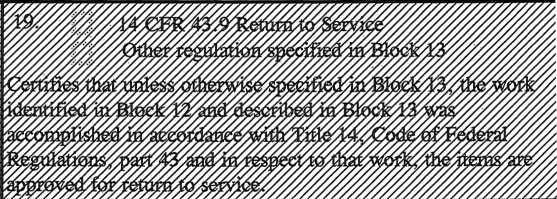 19. 14 CFR 43.9 Return to Service
Other regulation specified in Block 13
Certifies that unless otherwise specified in Block 13, the work
identified in Block 12 and described in Block 13 was
accomplished in accordance with Title 14, Code of Federal
Regulations, part 43 and in respect to that work, the items are
approved for return to service.